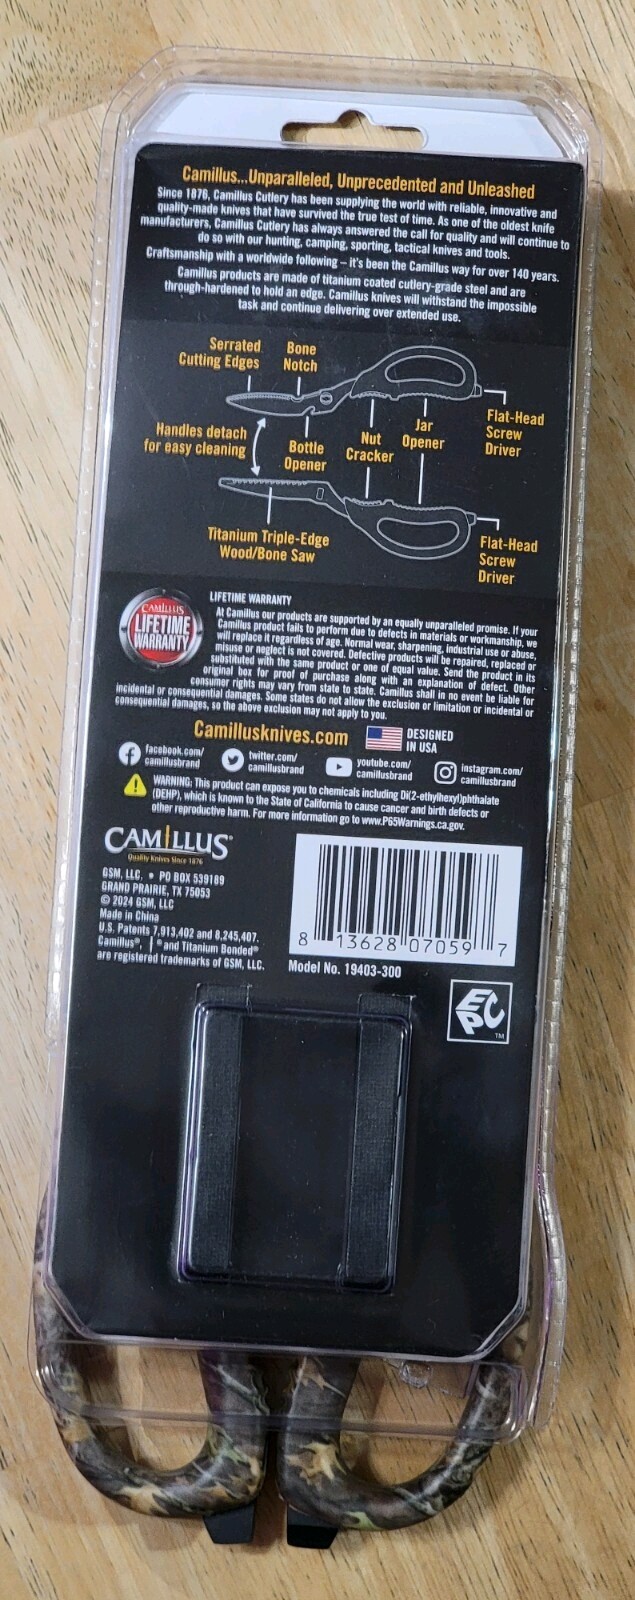 Camillus...Unparalleled, Unprecedented and Unleashed
Since 1876, Camillus Cutlery has been supplying the world with reliable, innovative and
quality-made knives that have survived the true test of time. As one of the oldest knife
manufacturers, Camillus Cutlery has always answered the call for quality and will continue to
do so with our hunting, camping, sporting, tactical knives and tools.
Craftsmanship with a worldwide following – it's been the Camillus way for over 140 years.
Camillus products are made of titanium coated cutlery-grade steel and are
through-hardened to hold an edge. Camillus knives will withstand the impossible
task and continue delivering over extended use.
Serrated
Cutting Edges
Bone
Notch
Handles detach
for easy cleaning
Bottle
Opener
Nut
Cracker
Jar
Opener
Flat-Head
Screw
Driver
Titanium Triple-Edge
Wood/Bone Saw
Flat-Head
Screw
Driver
CAMILLUS
LIFETIME
WARRANTY
LIFETIME WARRANTY
At Camillus our products are supported by an equally unparalleled promise. If your
Camillus product fails to perform due to defects in materials or workmanship, we
will replace it regardless of age. Normal wear, sharpening, industrial use or abuse,
misuse or neglect is not covered. Defective products will be repaired, replaced or
substituted with the same product or one of equal value. Send the product in its
original box for proof of purchase along with an explanation of defect. Other
consumer rights may vary from state to state. Camillus shall in no event be liable for
incidental or consequential damages. Some states do not allow the exclusion or limitation or incidental or
consequential damages, so the above exclusion may not apply to you.
Camillusknives.com
DESIGNED
IN USA
facebook.com/
camillusbrand
twitter.com/
camillusbrand
youtube.com/
camillusbrand
instagram.com/
camillusbrand
WARNING: This product can expose you to chemicals including Di(2-ethylhexyl)phthalate
(DEHP), which is known to the State of California to cause cancer and birth defects or
other reproductive harm. For more information go to www.P65Warnings.ca.gov.
CAMILLUS®
Quality Knives Since 1876
GSM, LLC. • PO BOX 539189
GRAND PRAIRIE, TX 75053
© 2024 GSM, LLC
Made in China
U.S. Patents 7,913,402 and 8,245,407.
Camillus®, | ® and Titanium Bonded®
are registered trademarks of GSM, LLC.
8 13628 07059 7
Model No. 19403-300
EPC
TM